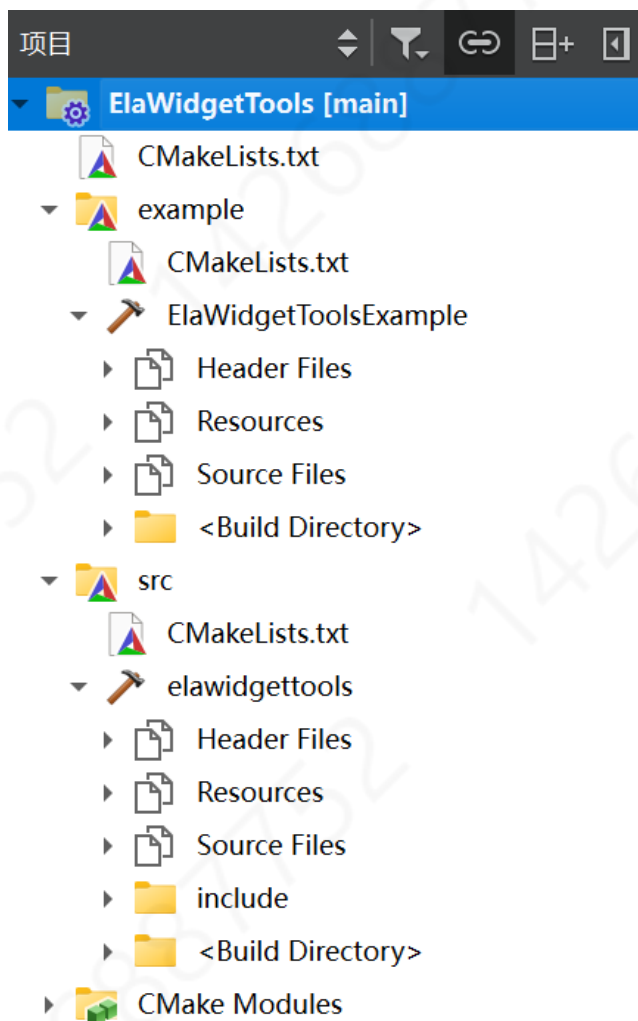 项目
ElaWidgetTools [main]
CMakeLists.txt
example
CMakeLists.txt
ElaWidgetToolsExample
Header Files
Resources
Source Files
<Build Directory>
src
CMakeLists.txt
elawidgettools
Header Files
Resources
Source Files
include
<Build Directory>
CMake Modules